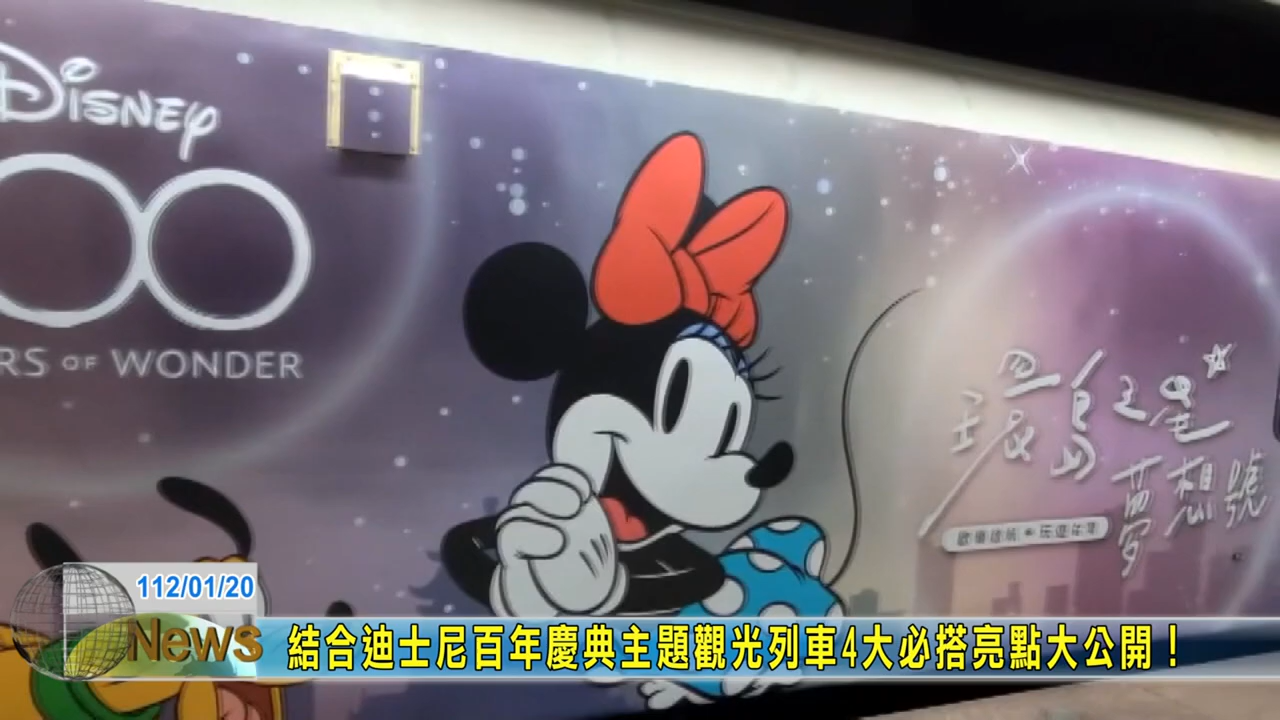 DISNEY
00
RS OF WONDER
環島之星
夢想號
112/01/20
News
結合迪士尼百年慶典主題觀光列車4大必搭亮點大公開！